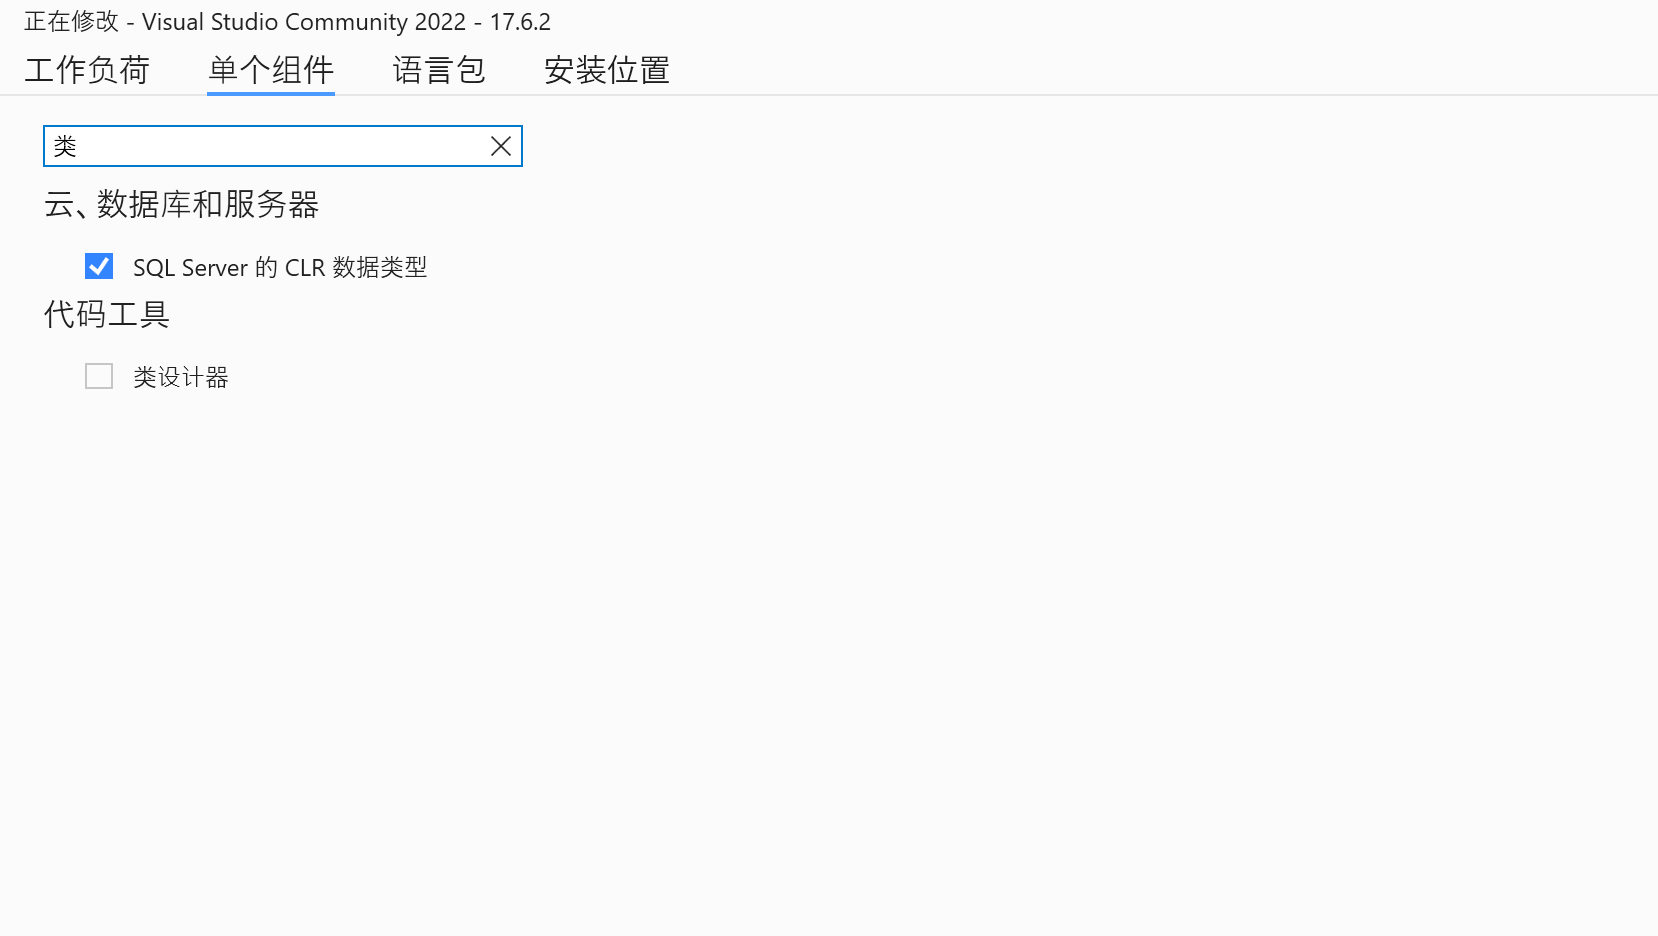 正在修改 - Visual Studio Community 2022 - 17.6.2
工作负荷 单个组件 语言包 安装位置
类
云、数据库和服务器
SQL Server 的 CLR 数据类型
代码工具
类设计器